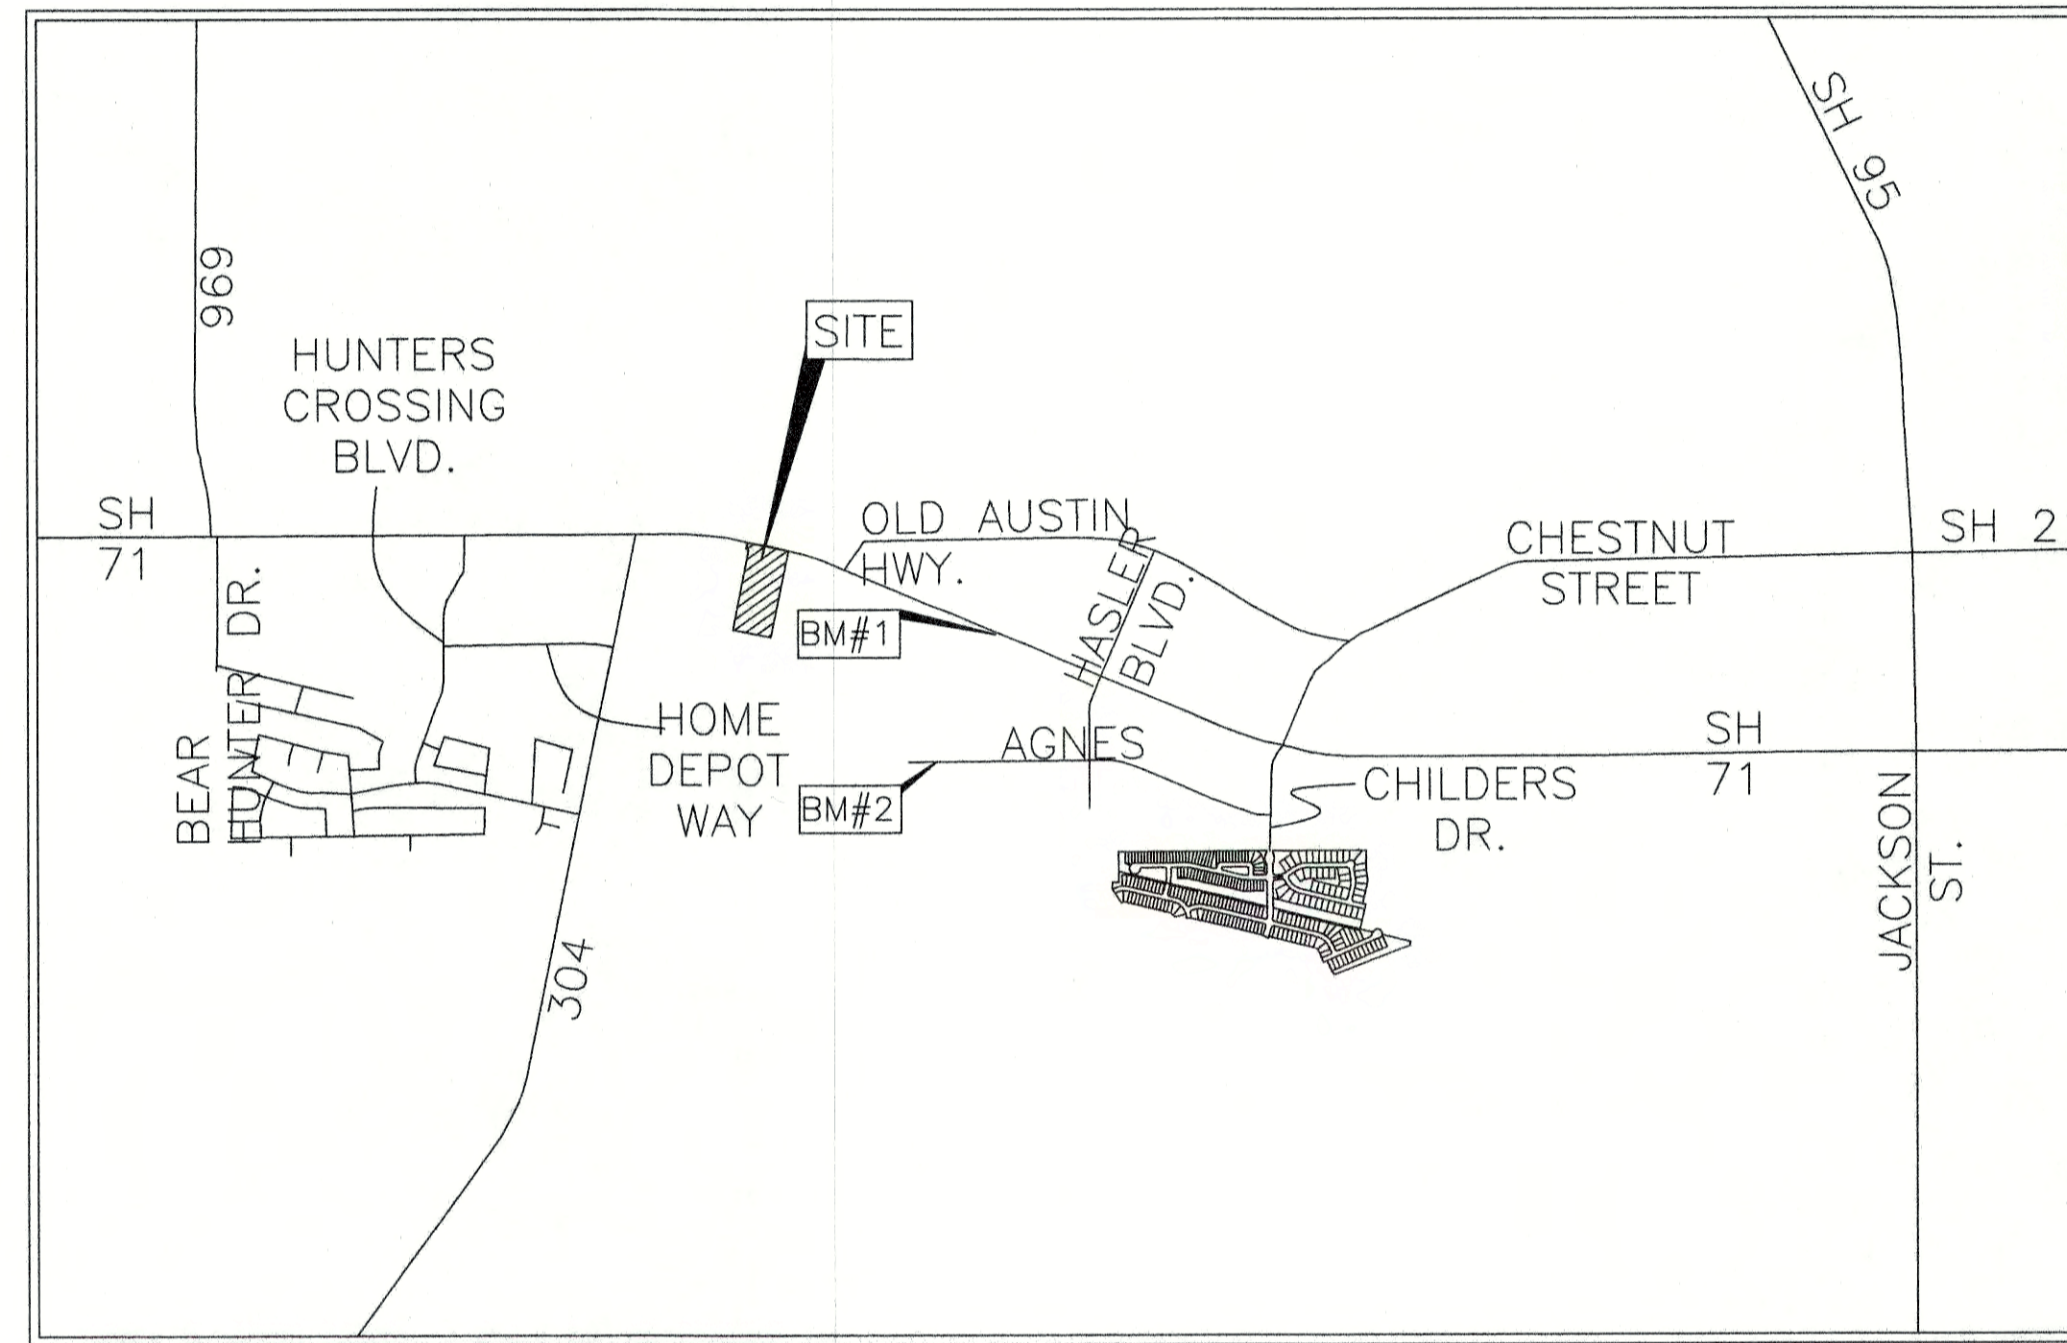 SH 95
969
SITE
HUNTERS
CROSSING
BLVD.
SH
71
OLD AUSTIN
HWY.
CHESTNUT
STREET
SH 2
HASLER
BLVD.
BM#1
BEAR
HUNTER DR.
HOME
DEPOT
WAY
AGNES
SH
71
BM#2
CHILDERS
DR.
JACKSON
ST.
304